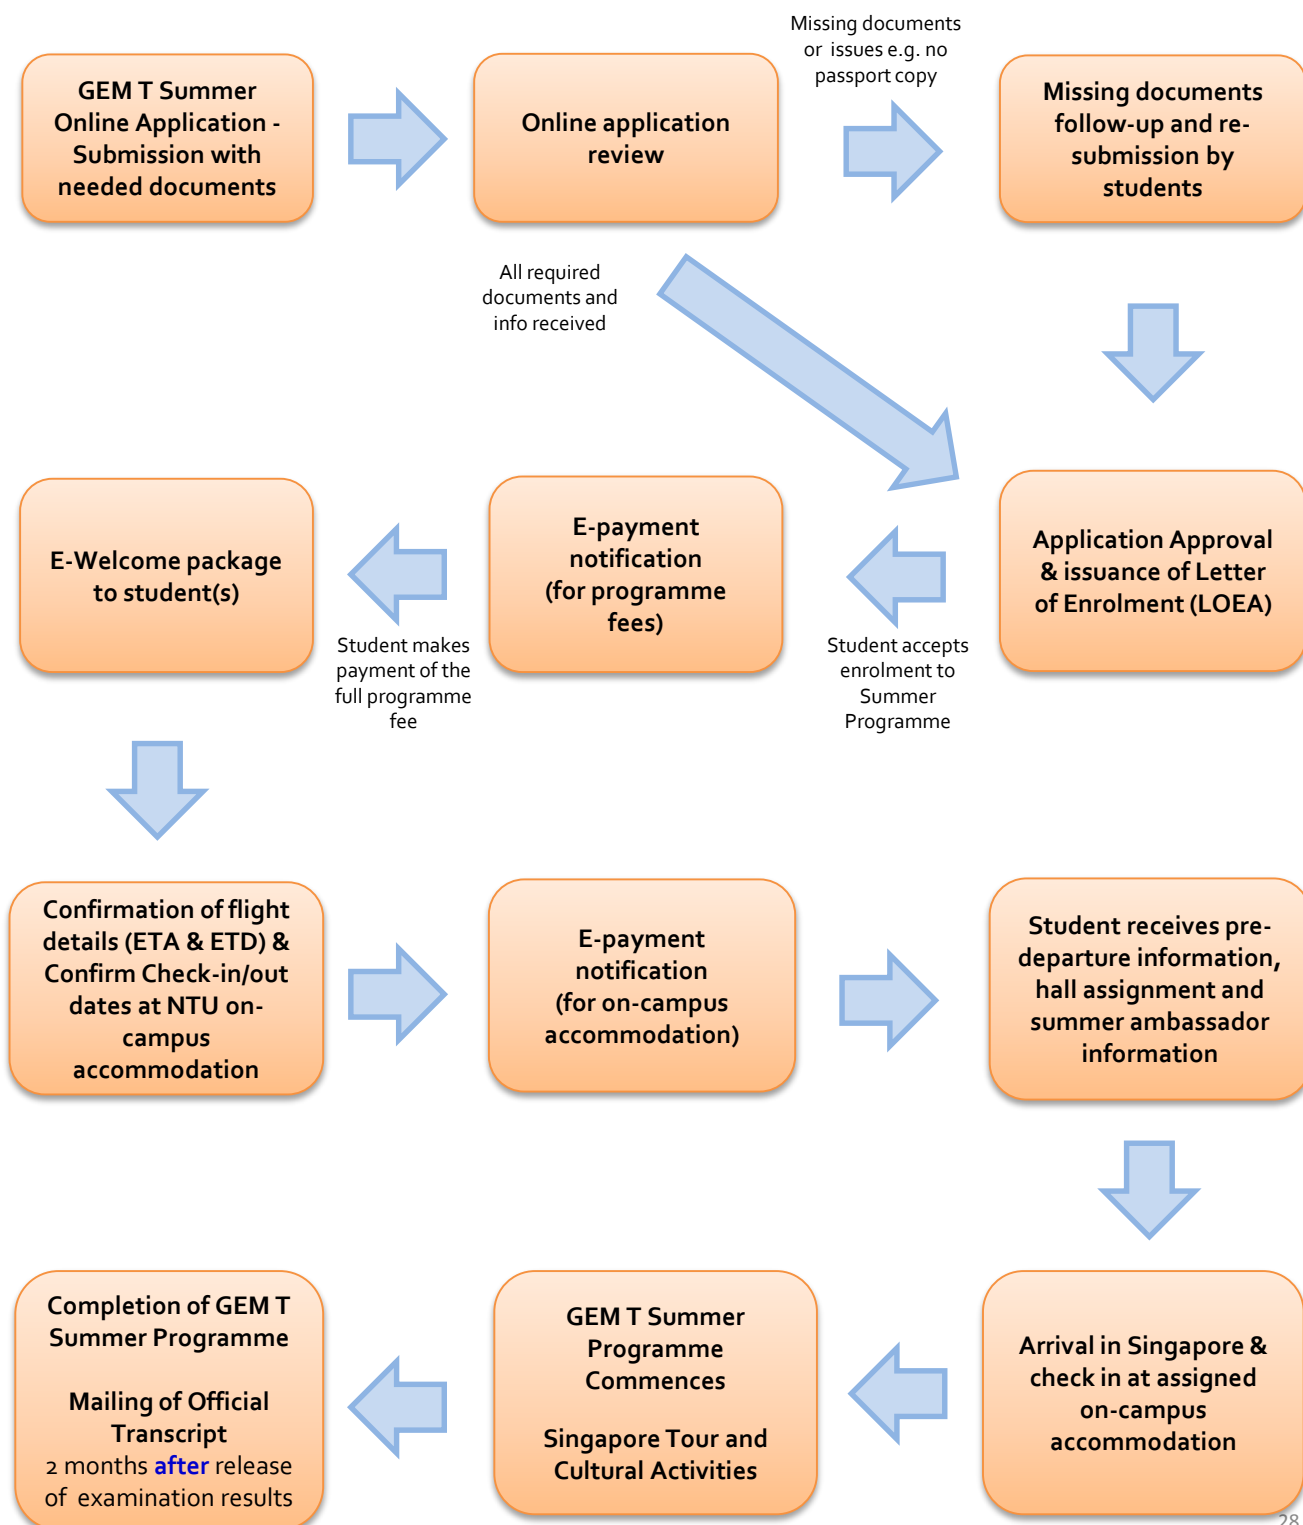 GEM T Summer
Online Application -
Submission with
needed documents
Online application
review
Missing documents
or issues e.g. no
passport copy
Missing documents
follow-up and re-
submission by
students
All required
documents and
info received
Application Approval
& issuance of Letter
of Enrolment (LOEA)
Student accepts
enrolment to
Summer
Programme
E-payment
notification
(for programme
fees)
Student makes
payment of the
full programme
fee
E-Welcome package
to student(s)
Confirmation of flight
details (ETA & ETD) &
Confirm Check-in/out
dates at NTU on-
campus
accommodation
E-payment
notification
(for on-campus
accommodation)
Student receives pre-
departure information,
hall assignment and
summer ambassador
information
Arrival in Singapore &
check in at assigned
on-campus
accommodation
GEM T Summer
Programme
Commences
Singapore Tour and
Cultural Activities
Completion of GEM T
Summer Programme
Mailing of Official
Transcript
2 months after release
of examination results
28